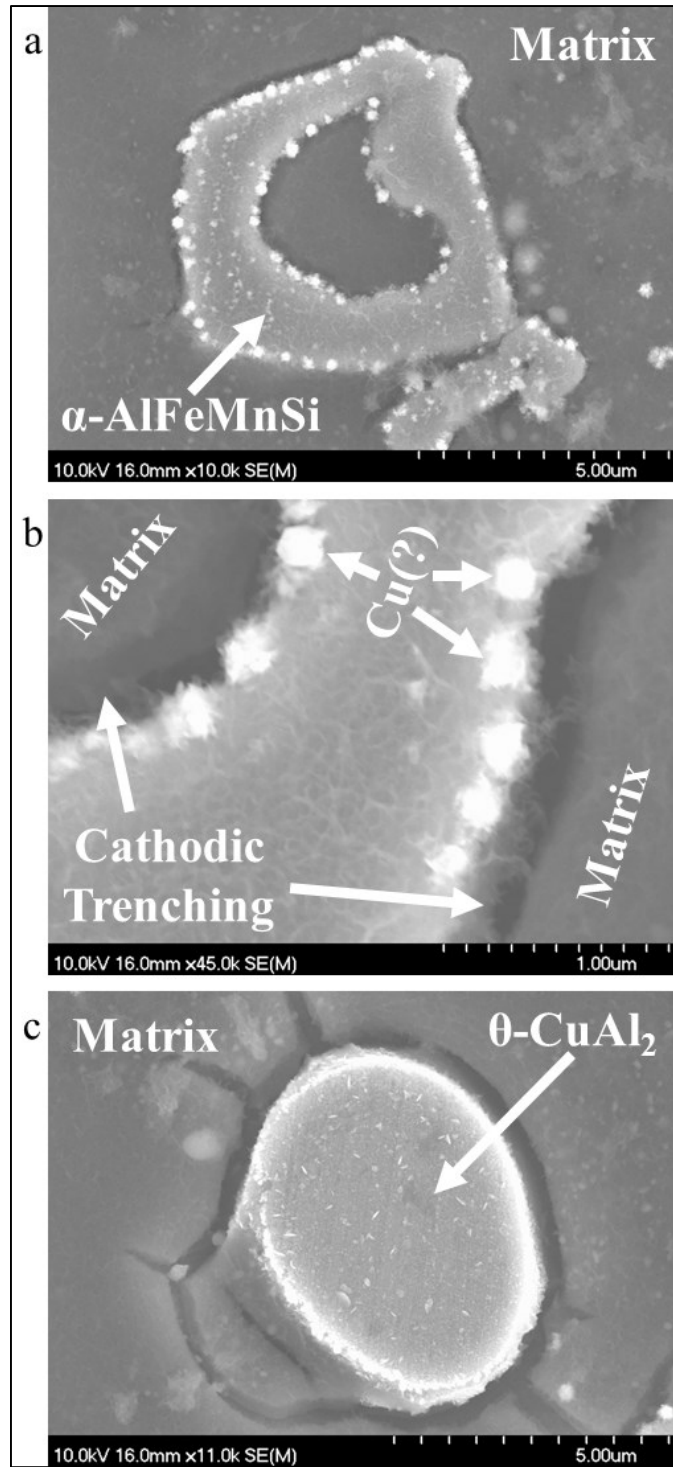 a
Matrix
α-AlFeMnSi
10.0kV 16.0mm x10.0k SE(M)
5.00um
b
Matrix
Cu(?)
Matrix
Cathodic
Trenching
10.0kV 16.0mm x45.0k SE(M)
1.00um
c
Matrix
θ-CuAl₂
10.0kV 16.0mm x11.0k SE(M)
5.00um